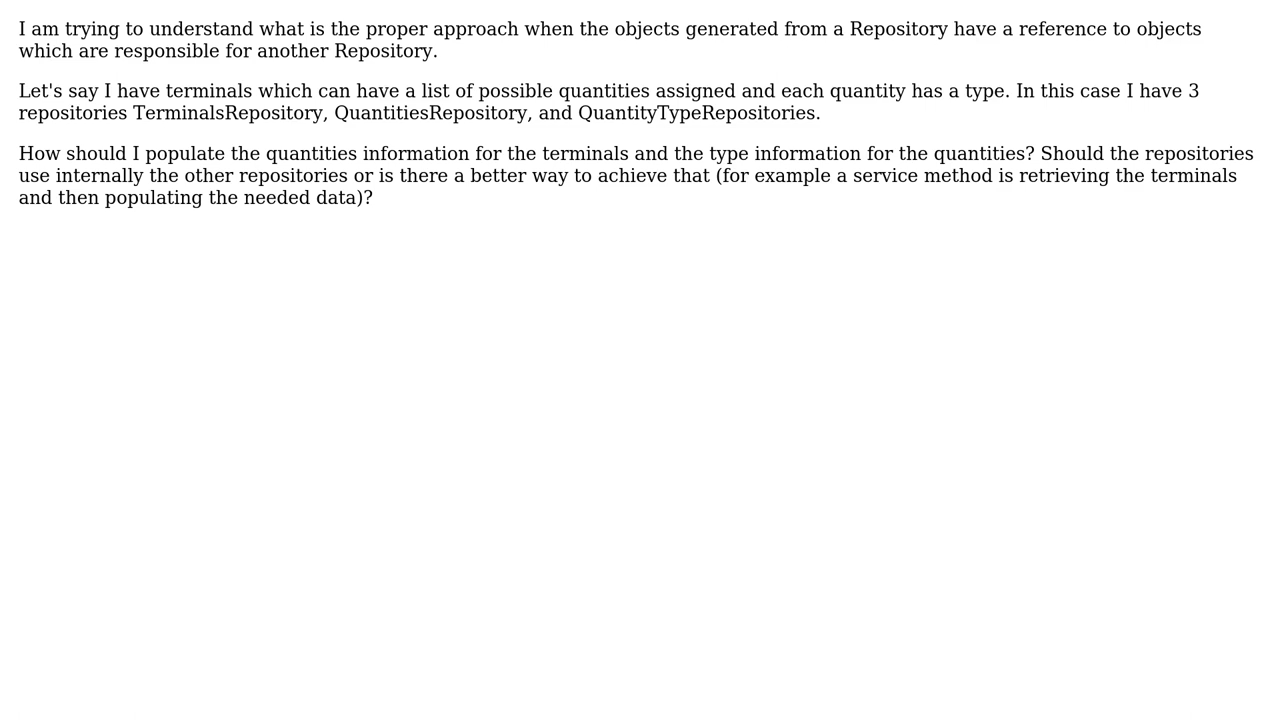 I am trying to understand what is the proper approach when the objects generated from a Repository have a reference to objects
which are responsible for another Repository.
Let's say I have terminals which can have a list of possible quantities assigned and each quantity has a type. In this case I have 3
repositories TerminalsRepository, QuantitiesRepository, and QuantityTypeRepositories.
How should I populate the quantities information for the terminals and the type information for the quantities? Should the repositories
use internally the other repositories or is there a better way to achieve that (for example a service method is retrieving the terminals
and then populating the needed data)?